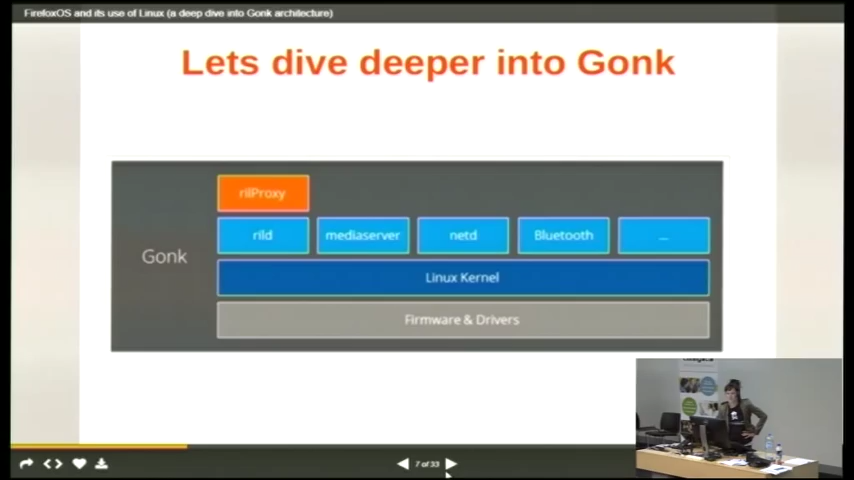 FirefoxOS and its use of Linux (a deep dive into Gonk architecture)
Lets dive deeper into Gonk
rilProxy
rild mediaserver netd Bluetooth ...
Gonk
Linux Kernel
Firmware & Drivers
7 of 33